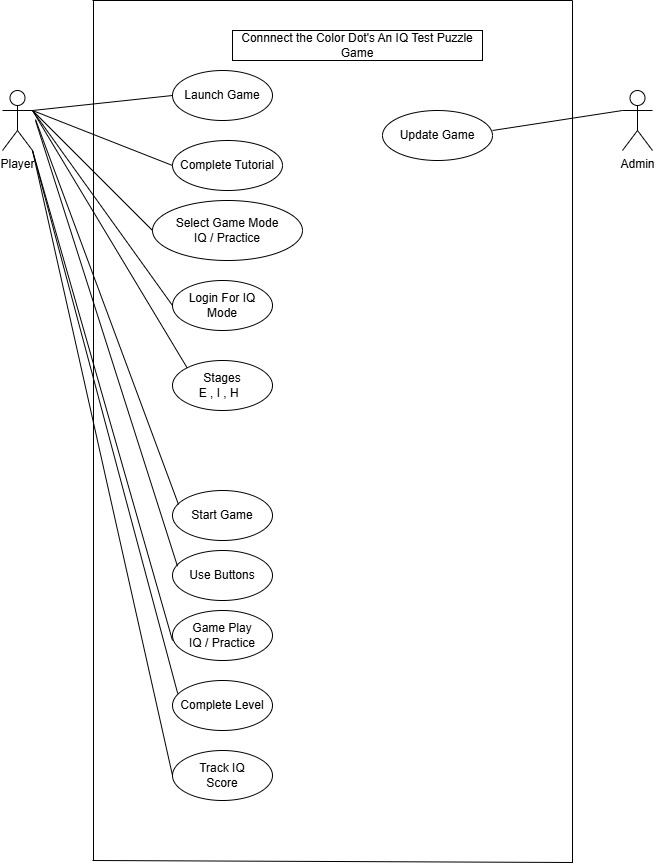 Connnect the Color Dot's An IQ Test Puzzle
Game
Launch Game
Update Game
Player
Complete Tutorial
Admin
Select Game Mode
IQ / Practice
Login For IQ
Mode
Stages
E , I , H
Start Game
Use Buttons
Game Play
IQ / Practice
Complete Level
Track IQ
Score